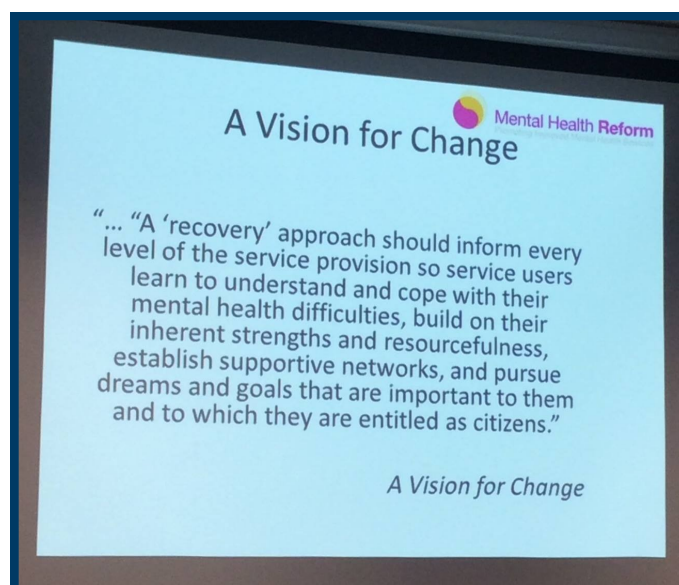 Mental Health Reform
A Vision for Change
“... “A ‘recovery’ approach should inform every
level of the service provision so service users
learn to understand and cope with their
mental health difficulties, build on their
inherent strengths and resourcefulness,
establish supportive networks, and pursue
dreams and goals that are important to them
and to which they are entitled as citizens.”
A Vision for Change